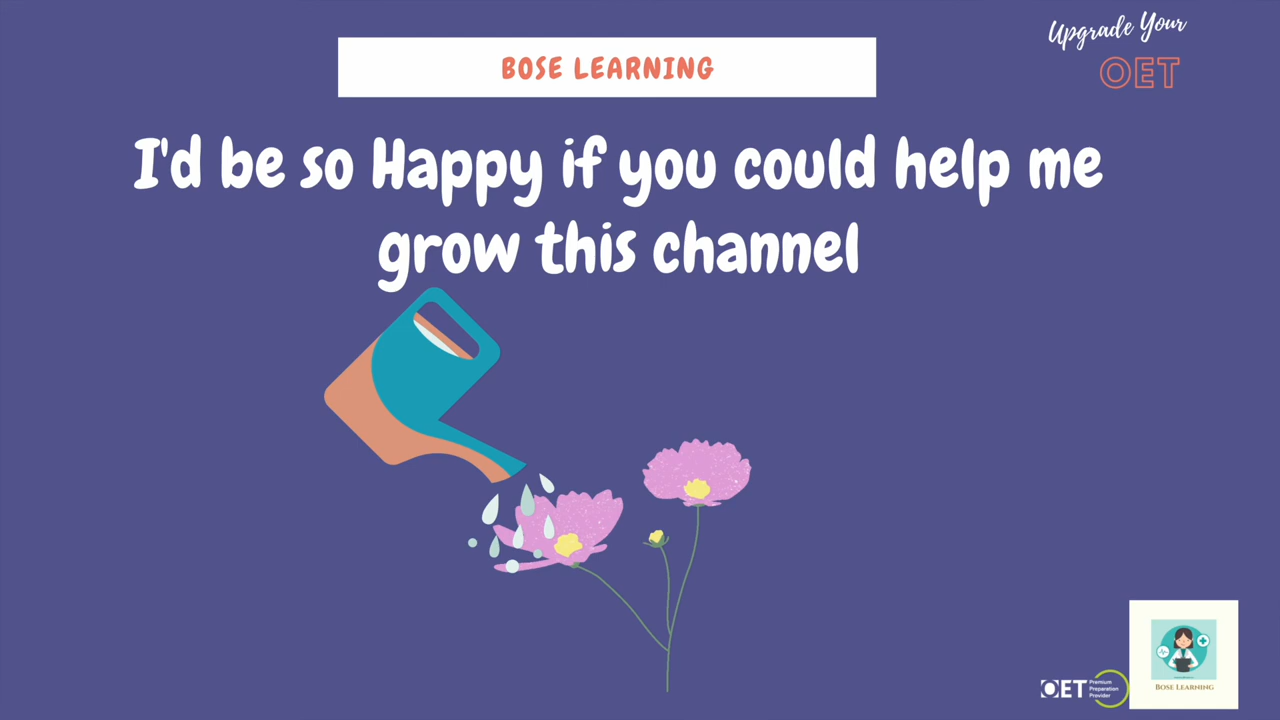 Upgrade Your
OET
BOSE LEARNING
I'd be so Happy if you could help me
grow this channel
OET Premium
Preparation
Provider
BOSE LEARNING